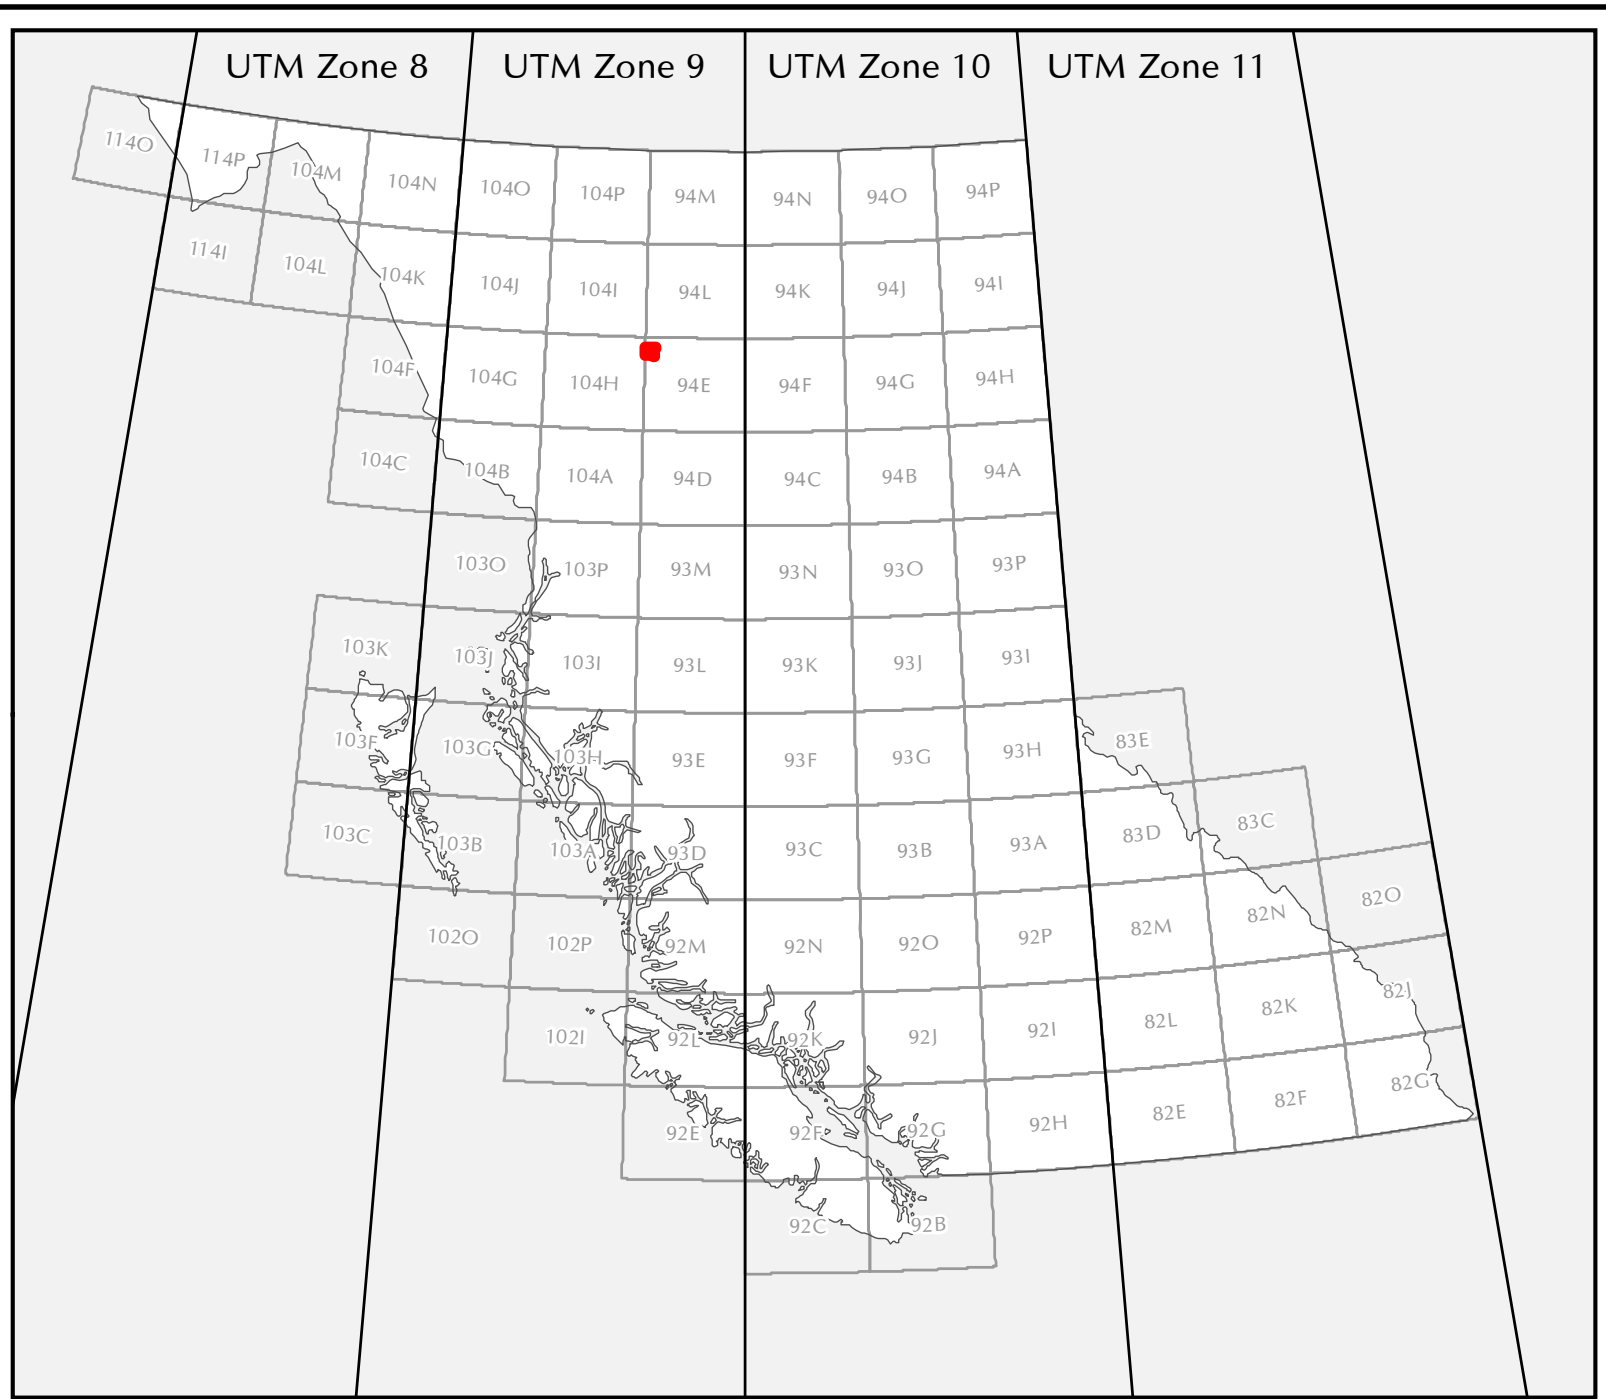 UTM Zone 8 UTM Zone 9 UTM Zone 10 UTM Zone 11
114O 114P 104M 104N 104O 104P 94M 94N 94O 94P
114I 104L 104K 104J 104I 94L 94K 94J 94I
104F 104G 104H 94E 94F 94G 94H
104C 104B 104A 94D 94C 94B 94A
103O 103P 93M 93N 93O 93P
103K 103J 103I 93L 93K 93J 93I
103F 103G 103H 93E 93F 93G 93H 83E
103C 103B 103A 93D 93C 93B 93A 83D 83C
102O 102P 92M 92N 92O 92P 82M 82N 82O
102I 92L 92K 92J 92I 82L 82K 82J
92E 92F 92G 92H 82E 82F 82G
92C 92B